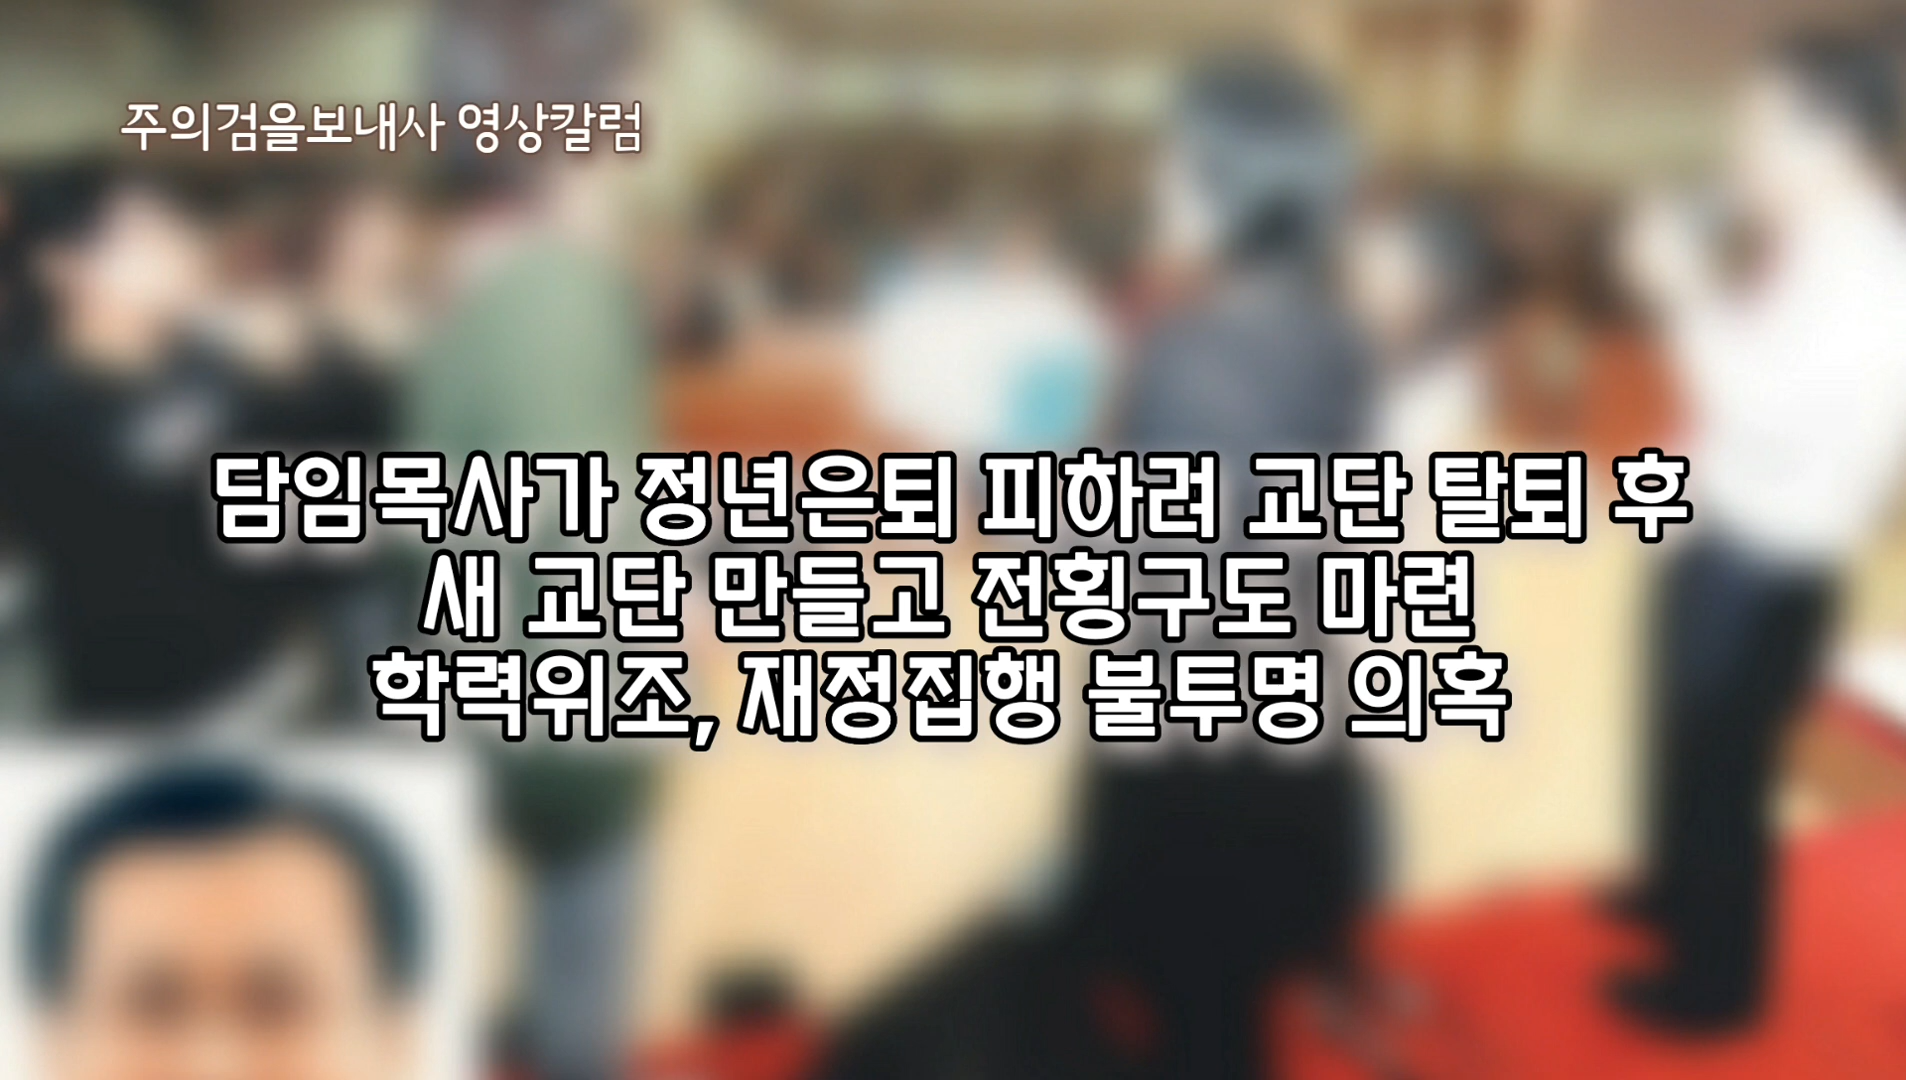 주의검을보내사 영상칼럼
담임목사가 정년은퇴 피하려 교단 탈퇴 후
새 교단 만들고 전횡구도 마련
학력위조, 재정집행 불투명 의혹